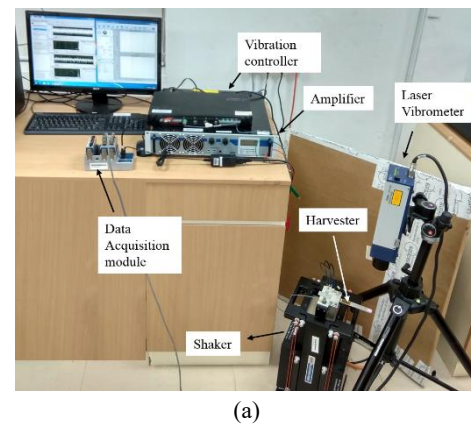 Vibration
controller
Amplifier
Laser
Vibrometer
Harvester
Data
Acquisition
module
Shaker
(a)